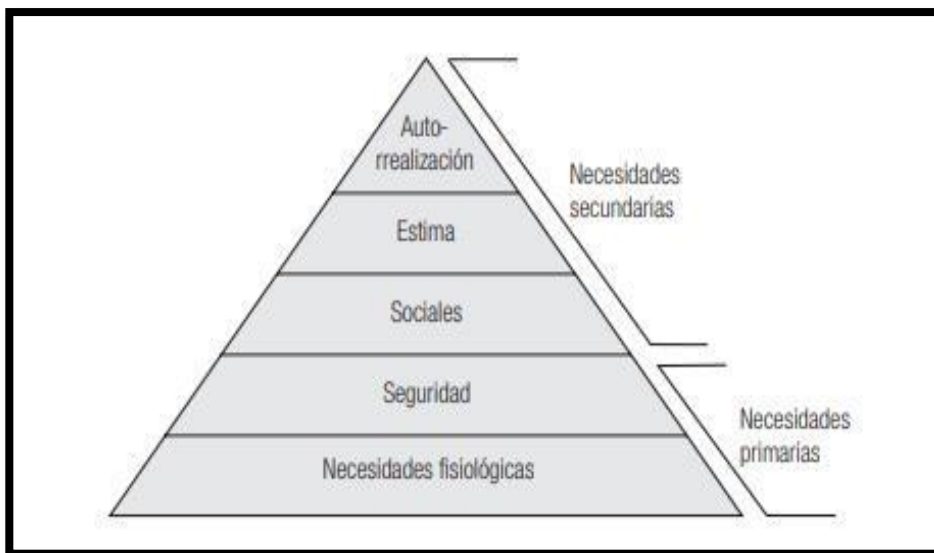 Auto-
rrealización
Necesidades
secundarias
Estima
Sociales
Seguridad
Necesidades
primarias
Necesidades fisiológicas